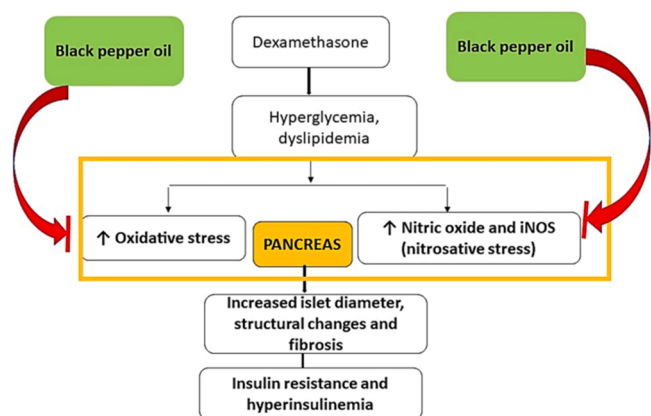 Black pepper oil
Dexamethasone
Black pepper oil
Hyperglycemia,
dyslipidemia
↑ Oxidative stress
PANCREAS
↑ Nitric oxide and iNOS
(nitrosative stress)
Increased islet diameter,
structural changes and
fibrosis
Insulin resistance and
hyperinsulinemia